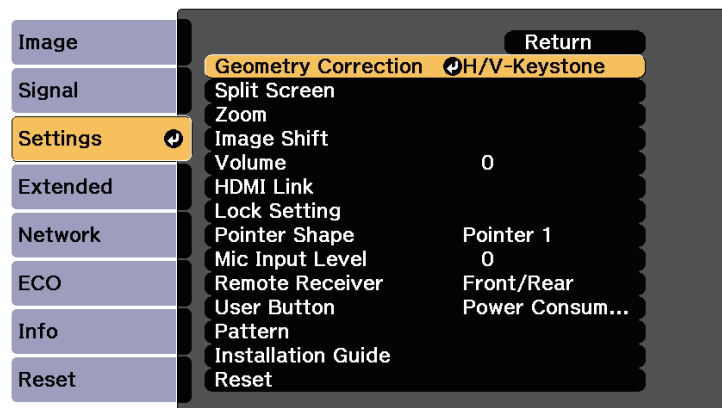 Image
Signal
Settings
Extended
Network
ECO
Info
Reset
Return
Geometry Correction H/V-Keystone
Split Screen
Zoom
Image Shift
Volume 0
HDMI Link
Lock Setting
Pointer Shape Pointer 1
Mic Input Level 0
Remote Receiver Front/Rear
User Button Power Consum...
Pattern
Installation Guide
Reset